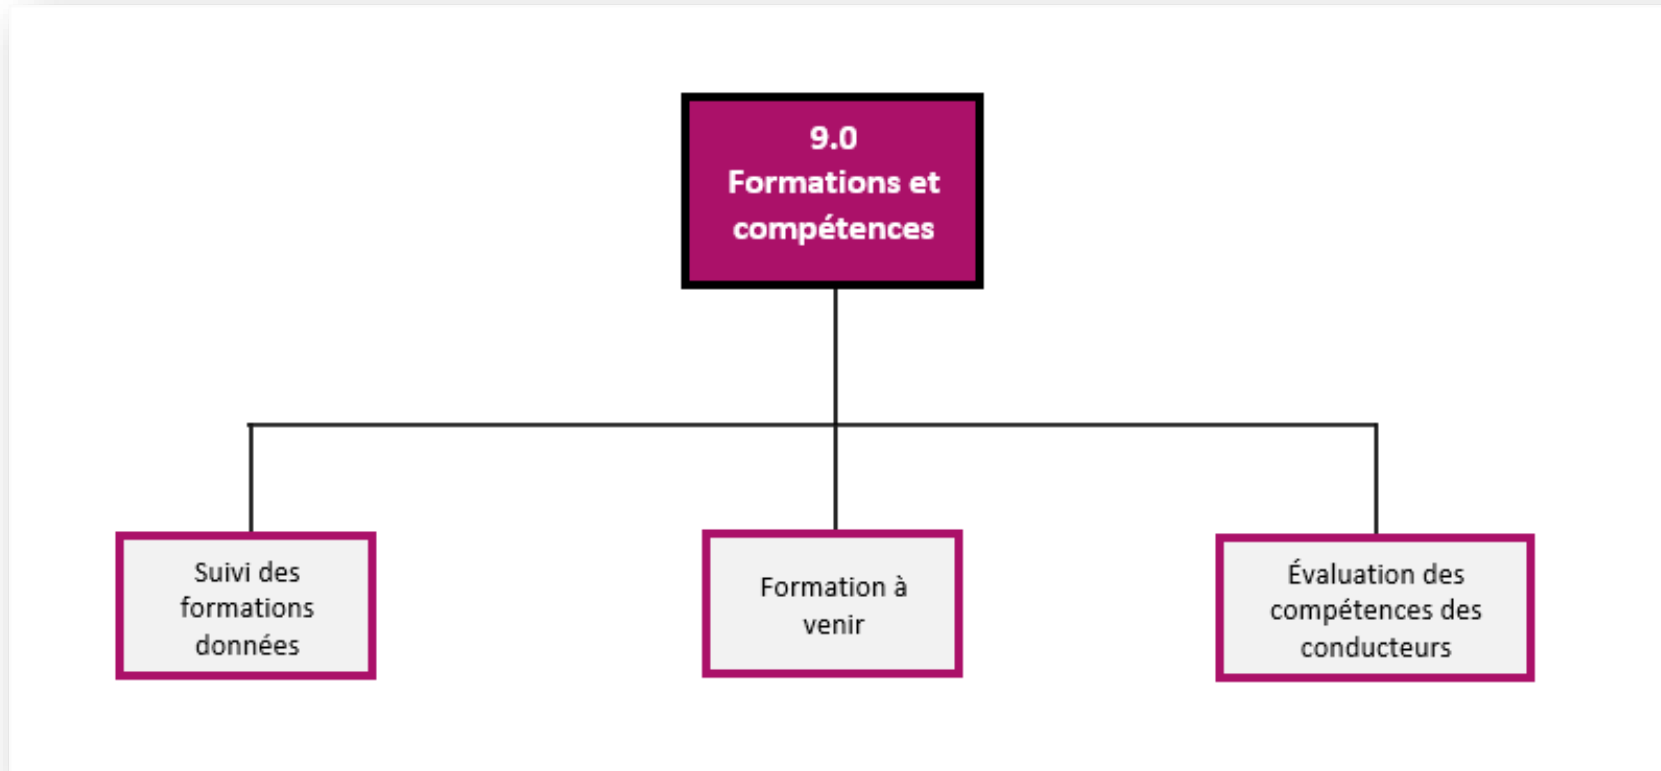 9.0
Formations et
compétences
Suivi des
formations
données
Formation à
venir
Évaluation des
compétences des
conducteurs